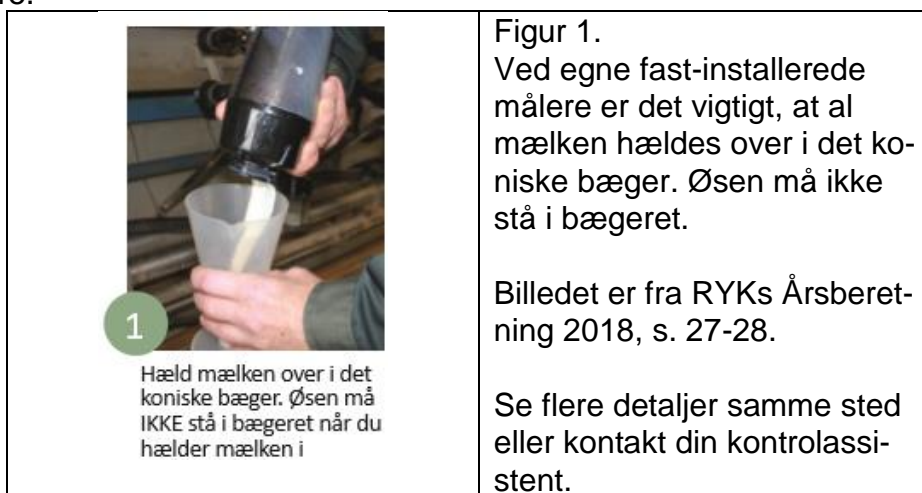 1
Hæld mælken over i det
koniske bæger. Øsen må
IKKE stå i bægeret når du
hælder mælken i
Figur 1.
Ved egne fast-installerede
målere er det vigtigt, at al
mælken hældes over i det ko-
niske bæger. Øsen må ikke
stå i bægeret.
Billedet er fra RYKs Årsberet-
ning 2018, s. 27-28.
Se flere detaljer samme sted
eller kontakt din kontrolassi-
stent.